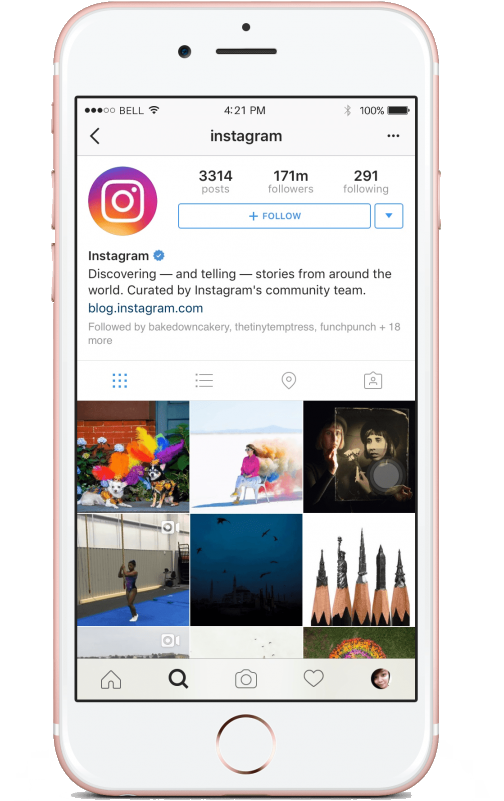 BELL 4:21 PM 100%
instagram
3314 171m 291
posts followers following
+ FOLLOW
Instagram
Discovering — and telling — stories from around the
world. Curated by Instagram's community team.
blog.instagram.com
Followed by bakedowncakery, thetinytemptress, funchpunch + 18
more